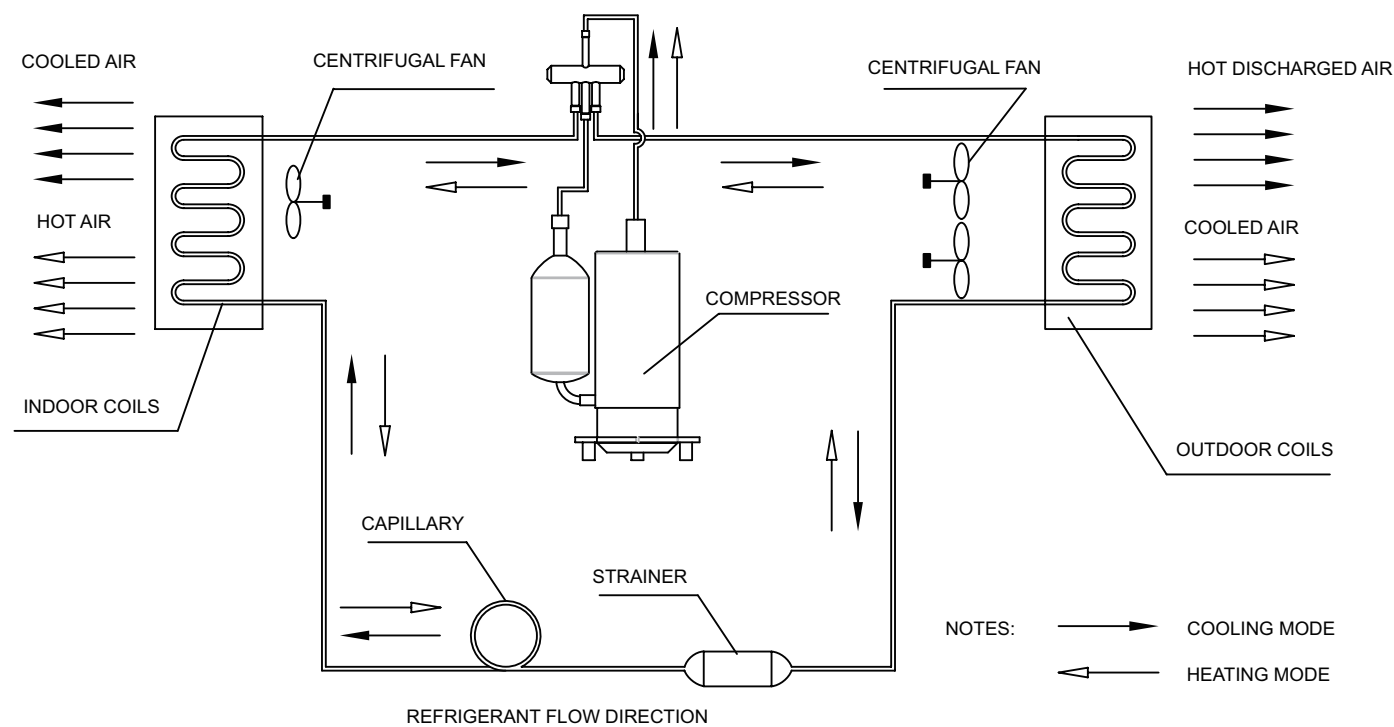 COOLED AIR
CENTRIFUGAL FAN
CENTRIFUGAL FAN
HOT DISCHARGED AIR
HOT AIR
COOLED AIR
COMPRESSOR
INDOOR COILS
OUTDOOR COILS
CAPILLARY
STRAINER
NOTES:
COOLING MODE
HEATING MODE
REFRIGERANT FLOW DIRECTION